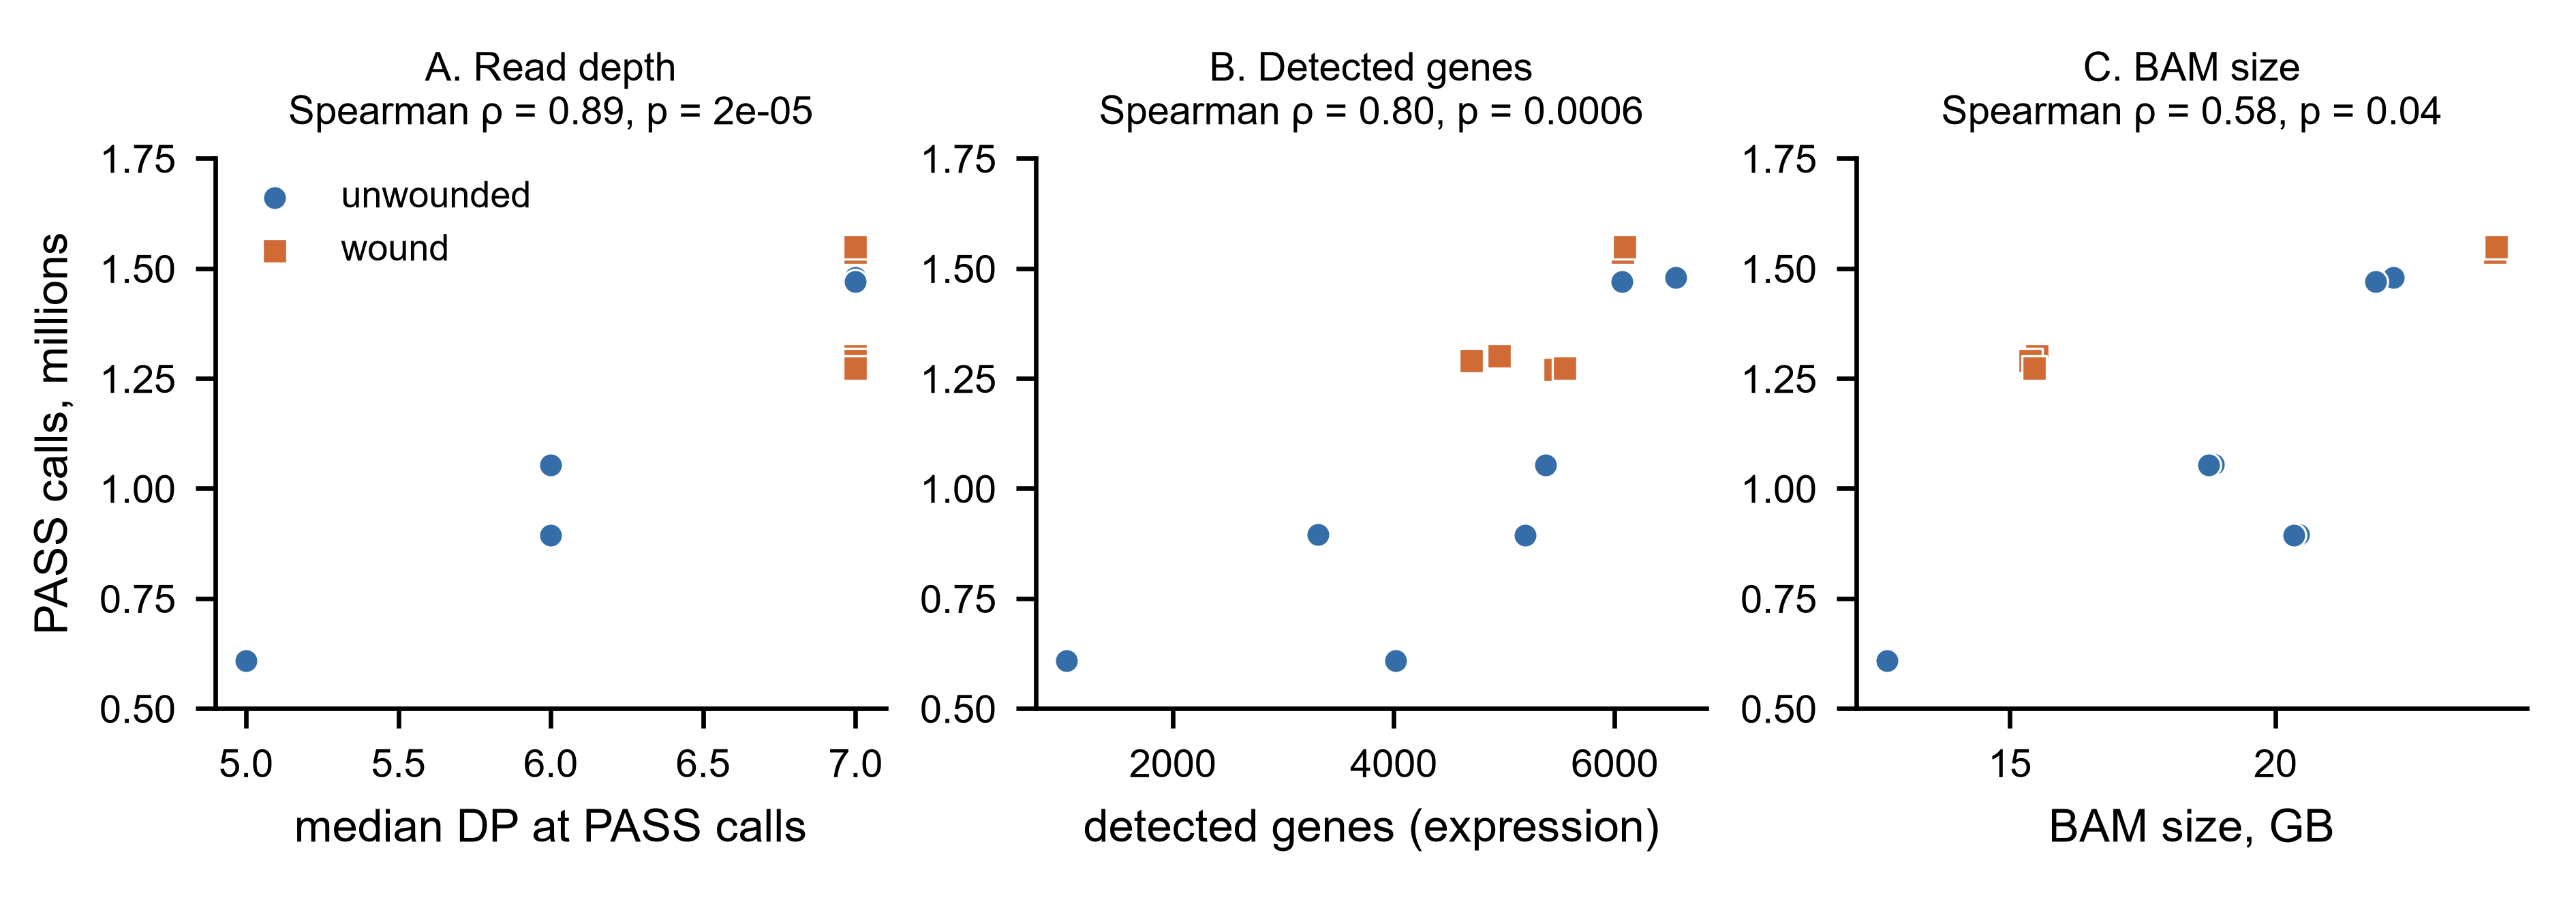 A. Read depth
Spearman ρ = 0.89, p = 2e-05
B. Detected genes
Spearman ρ = 0.80, p = 0.0006
C. BAM size
Spearman ρ = 0.58, p = 0.04
PASS calls, millions
1.75
1.50
1.25
1.00
0.75
0.50
unwounded
wound
5.0
5.5
6.0
6.5
7.0
median DP at PASS calls
1.75
1.50
1.25
1.00
0.75
0.50
2000
4000
6000
detected genes (expression)
1.75
1.50
1.25
1.00
0.75
0.50
15
20
BAM size, GB